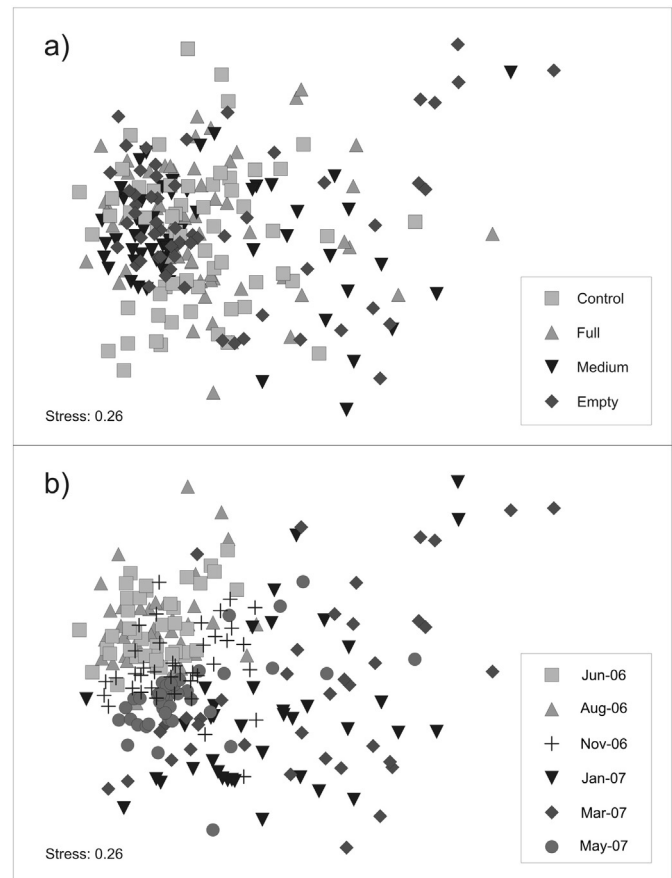 a)
Control
Full
Medium
Empty
Stress: 0.26
b)
Jun-06
Aug-06
Nov-06
Jan-07
Mar-07
May-07
Stress: 0.26